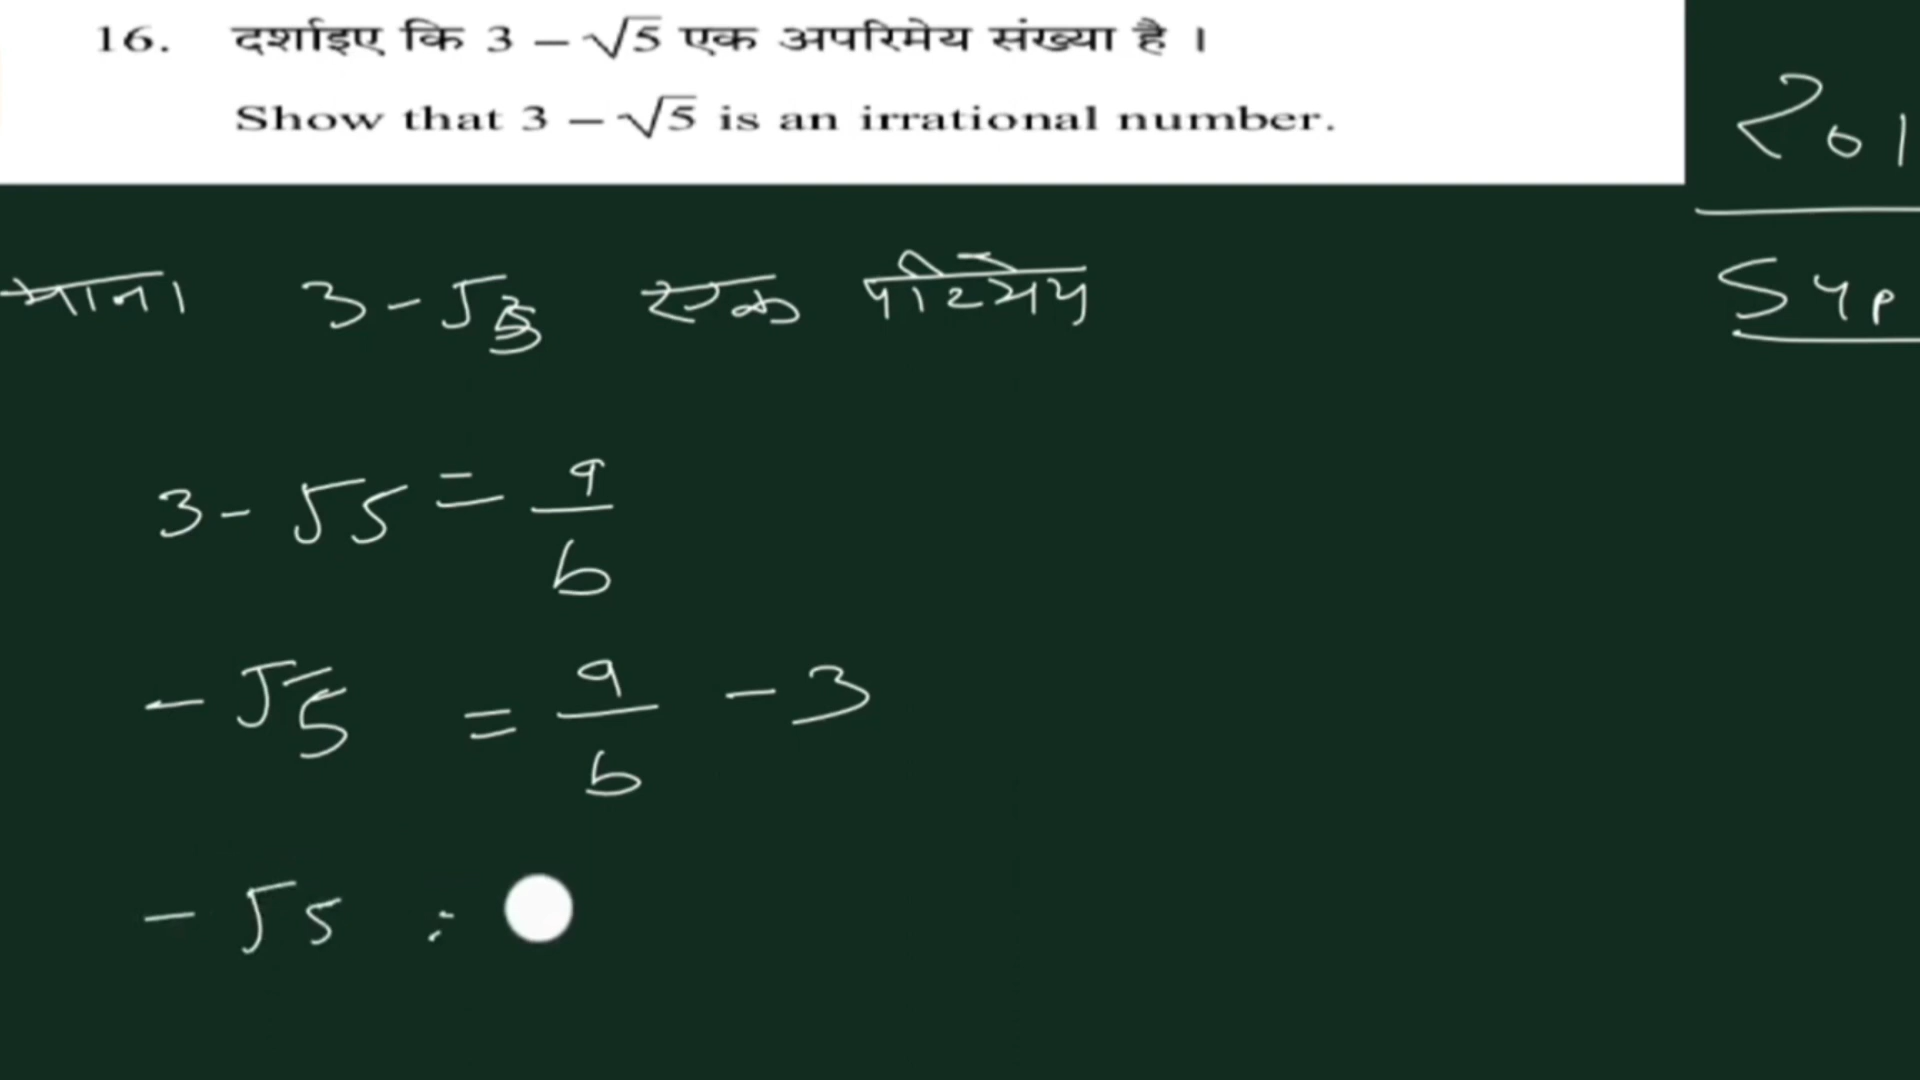 16. दर्शाइए कि 3 – √5 एक अपरिमेय संख्या है ।
Show that 3 – √5 is an irrational number.
201
Syp
माना 3 - √5 एक परिमेय
3 - √5 = a/b
- √5 = a/b - 3
- √5 =